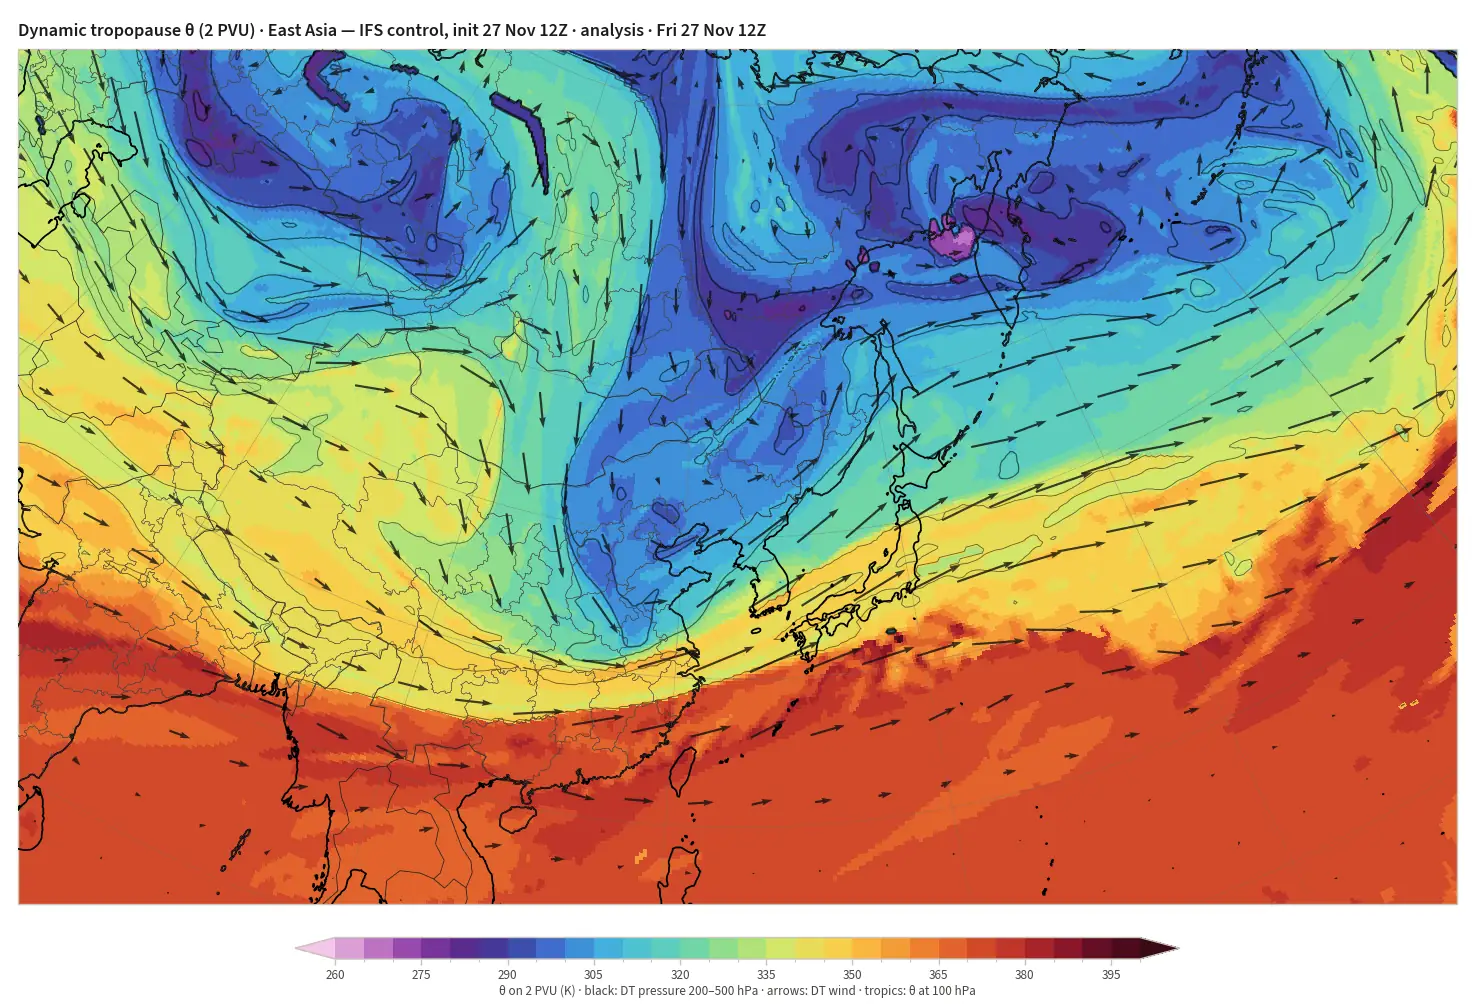 Dynamic tropopause θ (2 PVU) · East Asia — IFS control, init 27 Nov 12Z · analysis · Fri 27 Nov 12Z
260 275 290 305 320 335 350 365 380 395
θ on 2 PVU (K) · black: DT pressure 200–500 hPa · arrows: DT wind · tropics: θ at 100 hPa